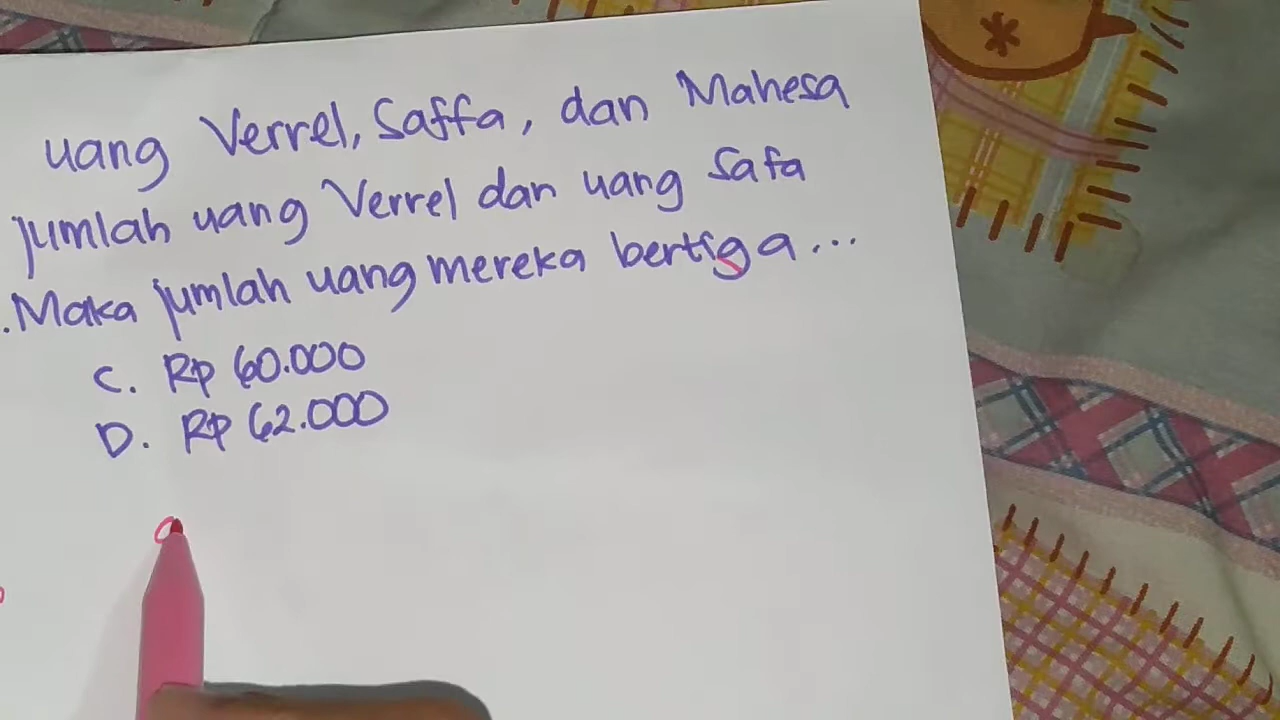 uang Verrel, Saffa, dan Mahesa
jumlah uang Verrel dan uang Safa
. Maka jumlah uang mereka bertiga...
C. Rp 60.000
D. Rp 62.000